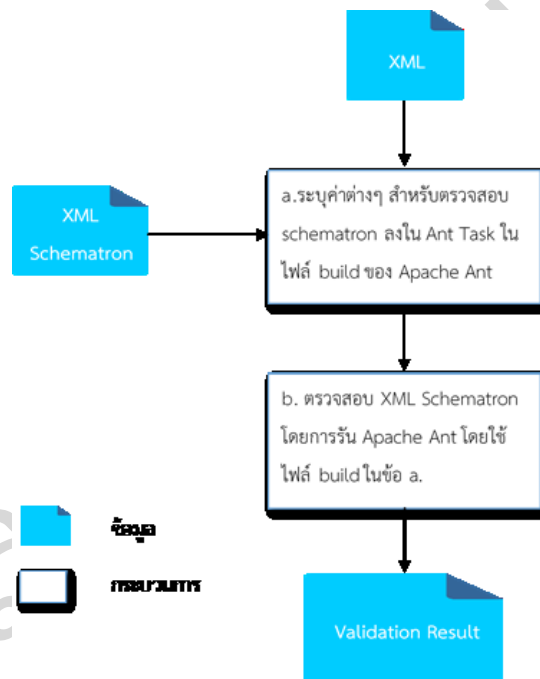 XML
a.ระบุค่าต่างๆ สำหรับตรวจสอบ
schematron ลงใน Ant Task ใน
ไฟล์ build ของ Apache Ant
XML
Schematron
b. ตรวจสอบ XML Schematron
โดยการรัน Apache Ant โดยใช้
ไฟล์ build ในข้อ a.
ข้อมูล
กระบวนการ
Validation Result